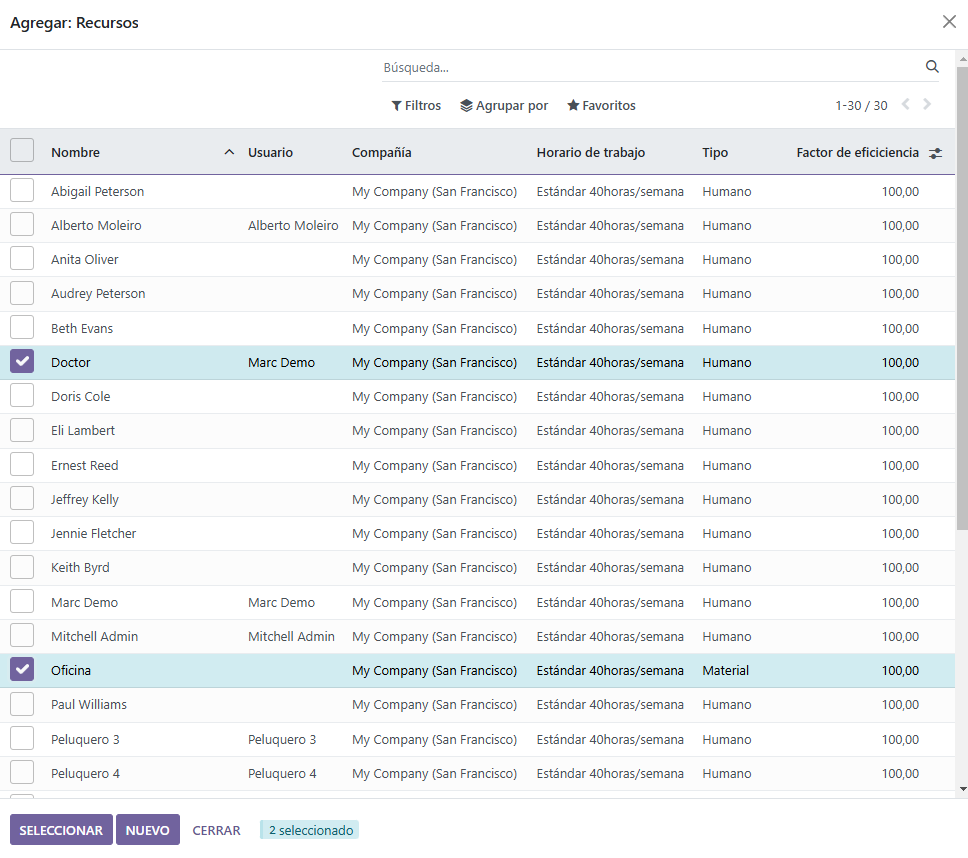 Agregar: Recursos
Búsqueda...
Filtros Agrupar por Favoritos 1-30 / 30
Nombre Usuario Compañía Horario de trabajo Tipo Factor de eficiciencia
Abigail Peterson My Company (San Francisco) Estándar 40horas/semana Humano 100,00
Alberto Moleiro Alberto Moleiro My Company (San Francisco) Estándar 40horas/semana Humano 100,00
Anita Oliver My Company (San Francisco) Estándar 40horas/semana Humano 100,00
Audrey Peterson My Company (San Francisco) Estándar 40horas/semana Humano 100,00
Beth Evans My Company (San Francisco) Estándar 40horas/semana Humano 100,00
Doctor Marc Demo My Company (San Francisco) Estándar 40horas/semana Humano 100,00
Doris Cole My Company (San Francisco) Estándar 40horas/semana Humano 100,00
Eli Lambert My Company (San Francisco) Estándar 40horas/semana Humano 100,00
Ernest Reed My Company (San Francisco) Estándar 40horas/semana Humano 100,00
Jeffrey Kelly My Company (San Francisco) Estándar 40horas/semana Humano 100,00
Jennie Fletcher My Company (San Francisco) Estándar 40horas/semana Humano 100,00
Keith Byrd My Company (San Francisco) Estándar 40horas/semana Humano 100,00
Marc Demo Marc Demo My Company (San Francisco) Estándar 40horas/semana Humano 100,00
Mitchell Admin Mitchell Admin My Company (San Francisco) Estándar 40horas/semana Humano 100,00
Oficina My Company (San Francisco) Estándar 40horas/semana Material 100,00
Paul Williams My Company (San Francisco) Estándar 40horas/semana Humano 100,00
Peluquero 3 Peluquero 3 My Company (San Francisco) Estándar 40horas/semana Humano 100,00
Peluquero 4 Peluquero 4 My Company (San Francisco) Estándar 40horas/semana Humano 100,00
SELECCIONAR NUEVO CERRAR 2 seleccionado